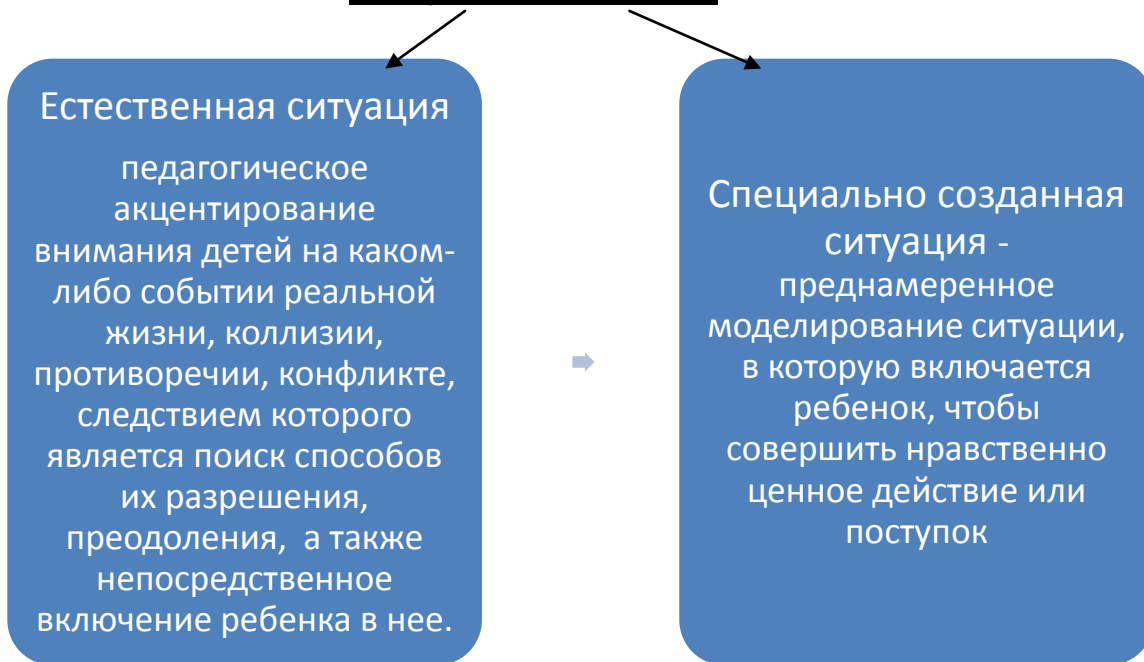 Естественная ситуация
педагогическое
акцентирование
внимания детей на каком-
либо событии реальной
жизни, коллизии,
противоречии, конфликте,
следствием которого
является поиск способов
их разрешения,
преодоления, а также
непосредственное
включение ребенка в нее.
Специально созданная
ситуация -
преднамеренное
моделирование ситуации,
в которую включается
ребенок, чтобы
совершить нравственно
ценное действие или
поступок